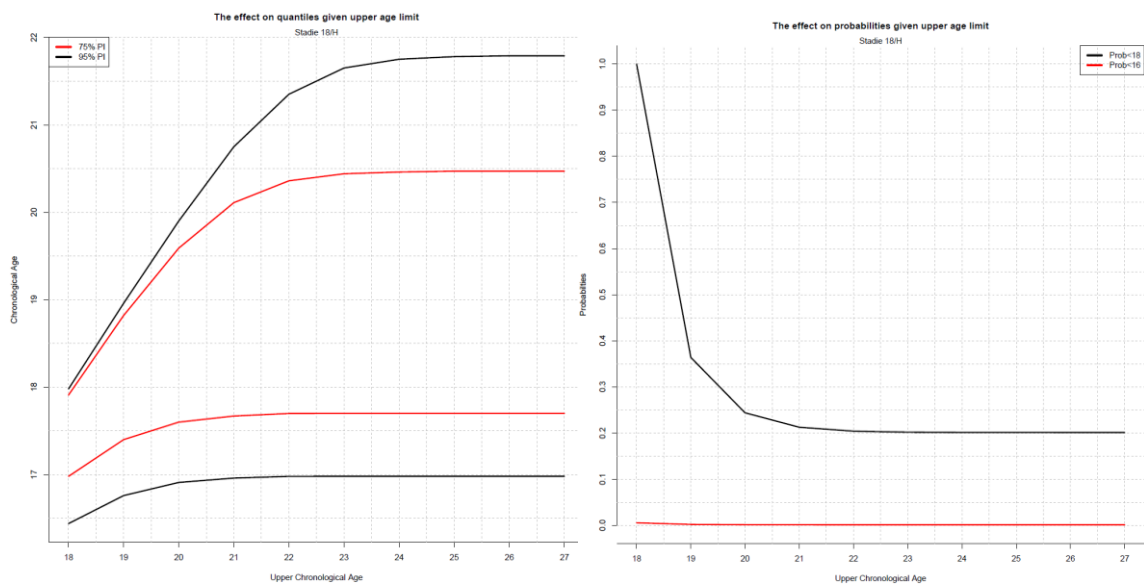 The effect on quantiles given upper age limit
Stadie 18/H
75% PI
95% PI
22
21
20
19
18
17
Chronological Age
18 19 20 21 22 23 24 25 26 27
Upper Chronological Age
The effect on probabilities given upper age limit
Stadie 18/H
Prob<18
Prob<16
1.0
0.9
0.8
0.7
0.6
0.5
0.4
0.3
0.2
0.1
0.0
Probabilities
18 19 20 21 22 23 24 25 26 27
Upper Chronological Age